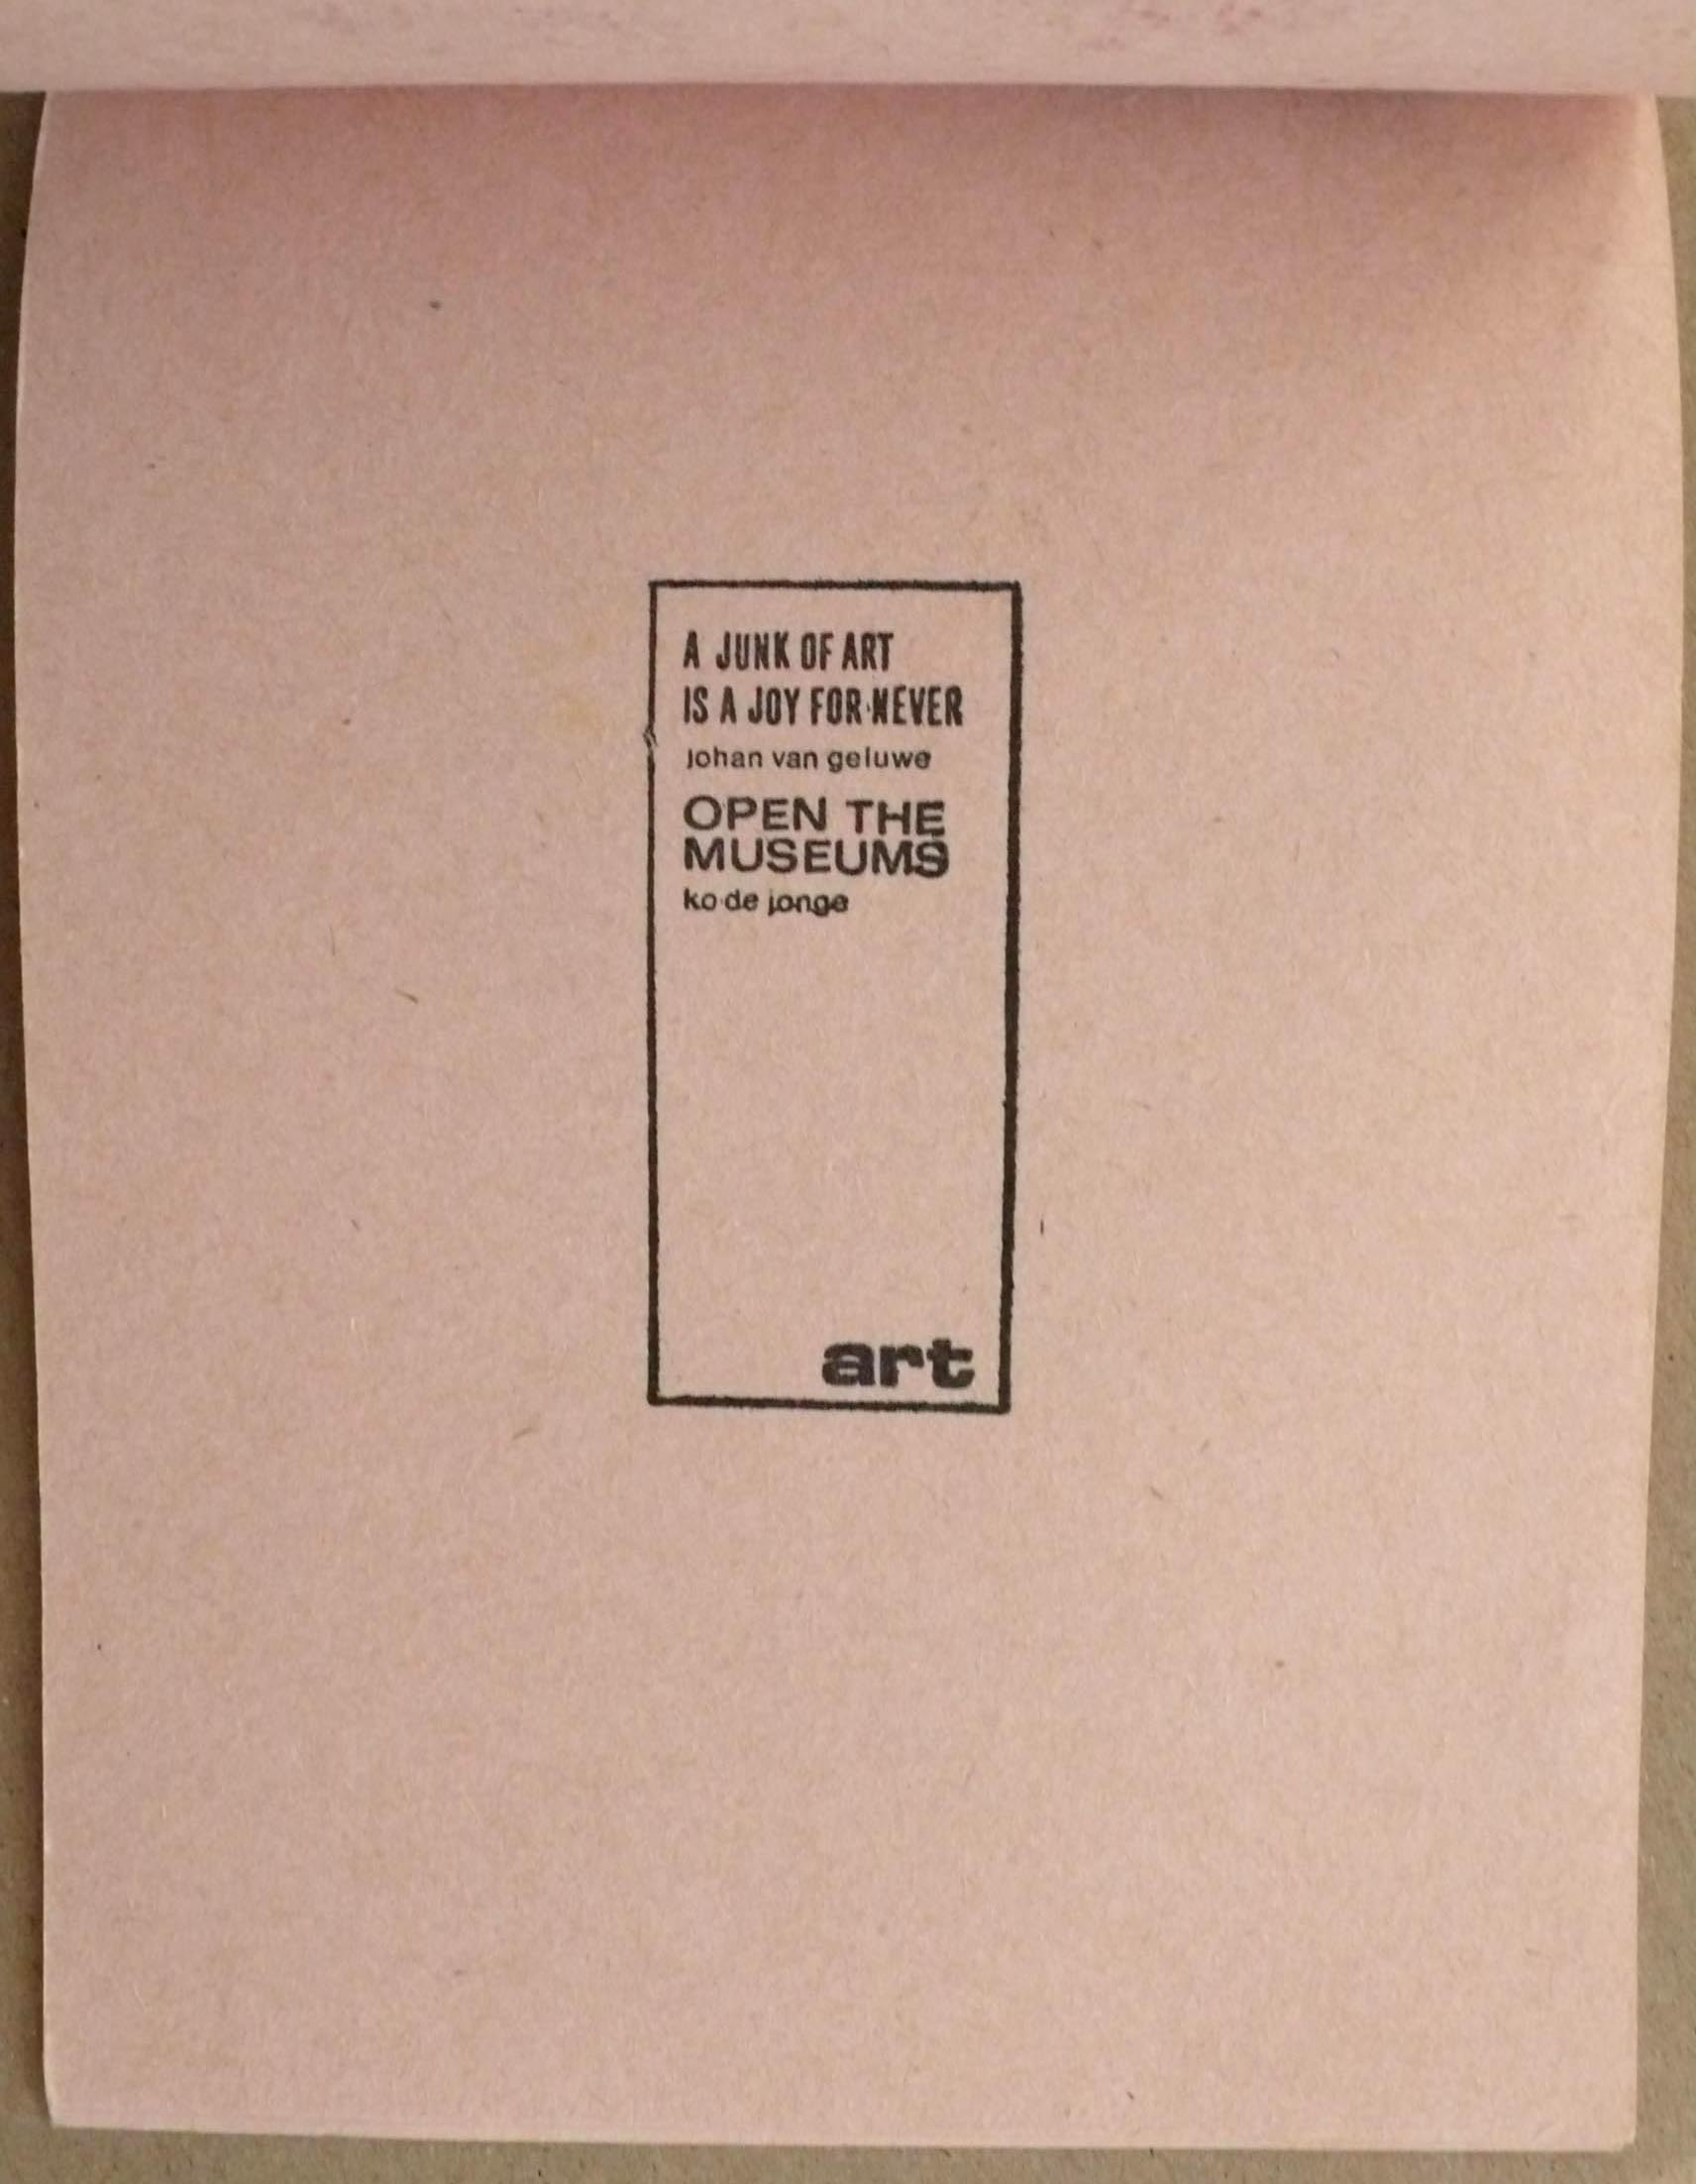 A JUNK OF ART
IS A JOY FOR·NEVER
johan van geluwe
OPEN THE
MUSEUMS
ko de jonge
art